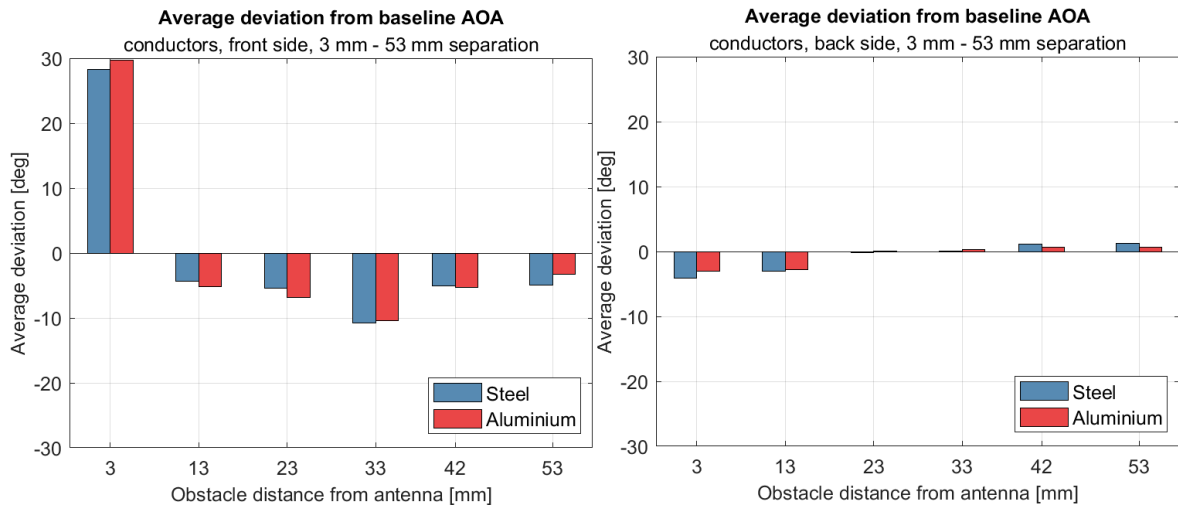 Average deviation from baseline AOA
conductors, front side, 3 mm - 53 mm separation
30
20
10
0
-10
-20
-30
Average deviation [deg]
3 13 23 33 42 53
Obstacle distance from antenna [mm]
Steel
Aluminium
Average deviation from baseline AOA
conductors, back side, 3 mm - 53 mm separation
30
20
10
0
-10
-20
-30
Average deviation [deg]
3 13 23 33 42 53
Obstacle distance from antenna [mm]
Steel
Aluminium